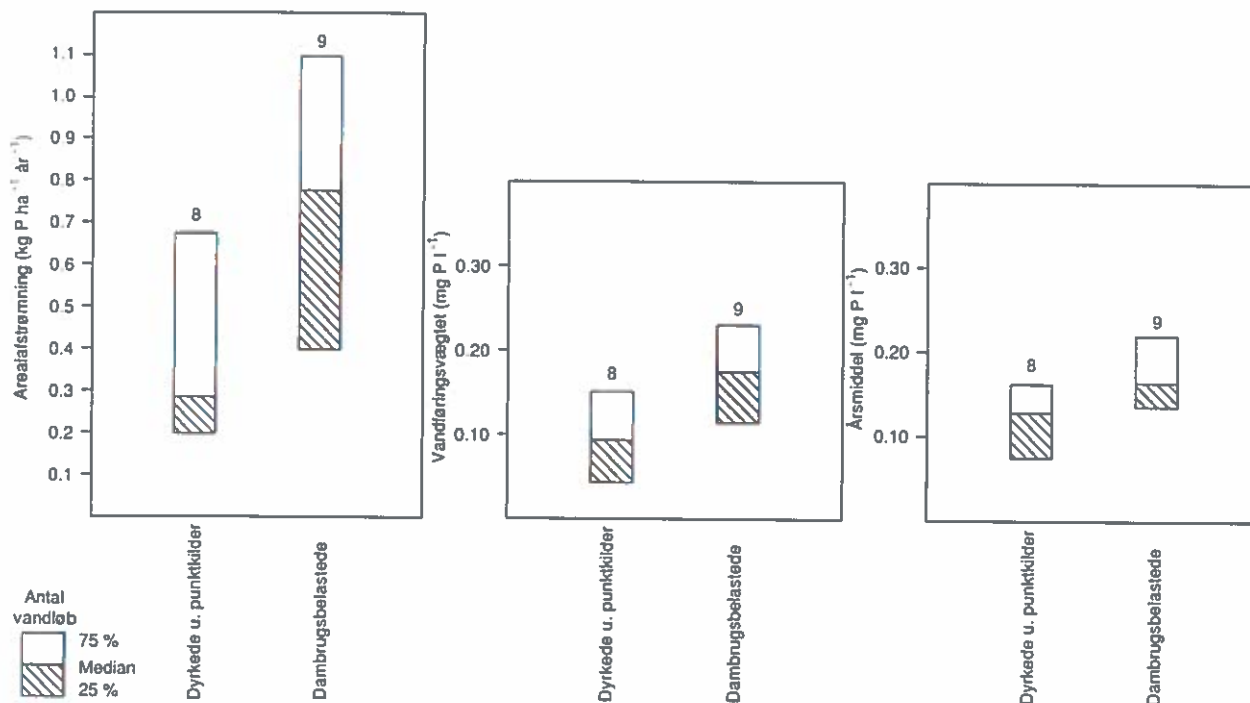 Arealafstrømning (kg P ha⁻¹ år⁻¹)
1.1
1.0
0.9
0.8
0.7
0.6
0.5
0.4
0.3
0.2
0.1
8
9
Dyrkede u. punktkilder
Dambrugsbelastede
Vandføringsvægtet (mg P l⁻¹)
0.30
0.20
0.10
8
9
Dyrkede u. punktkilder
Dambrugsbelastede
Årsmiddel (mg P l⁻¹)
0.30
0.20
0.10
8
9
Dyrkede u. punktkilder
Dambrugsbelastede
Antal
vandløb
75 %
Median
25 %